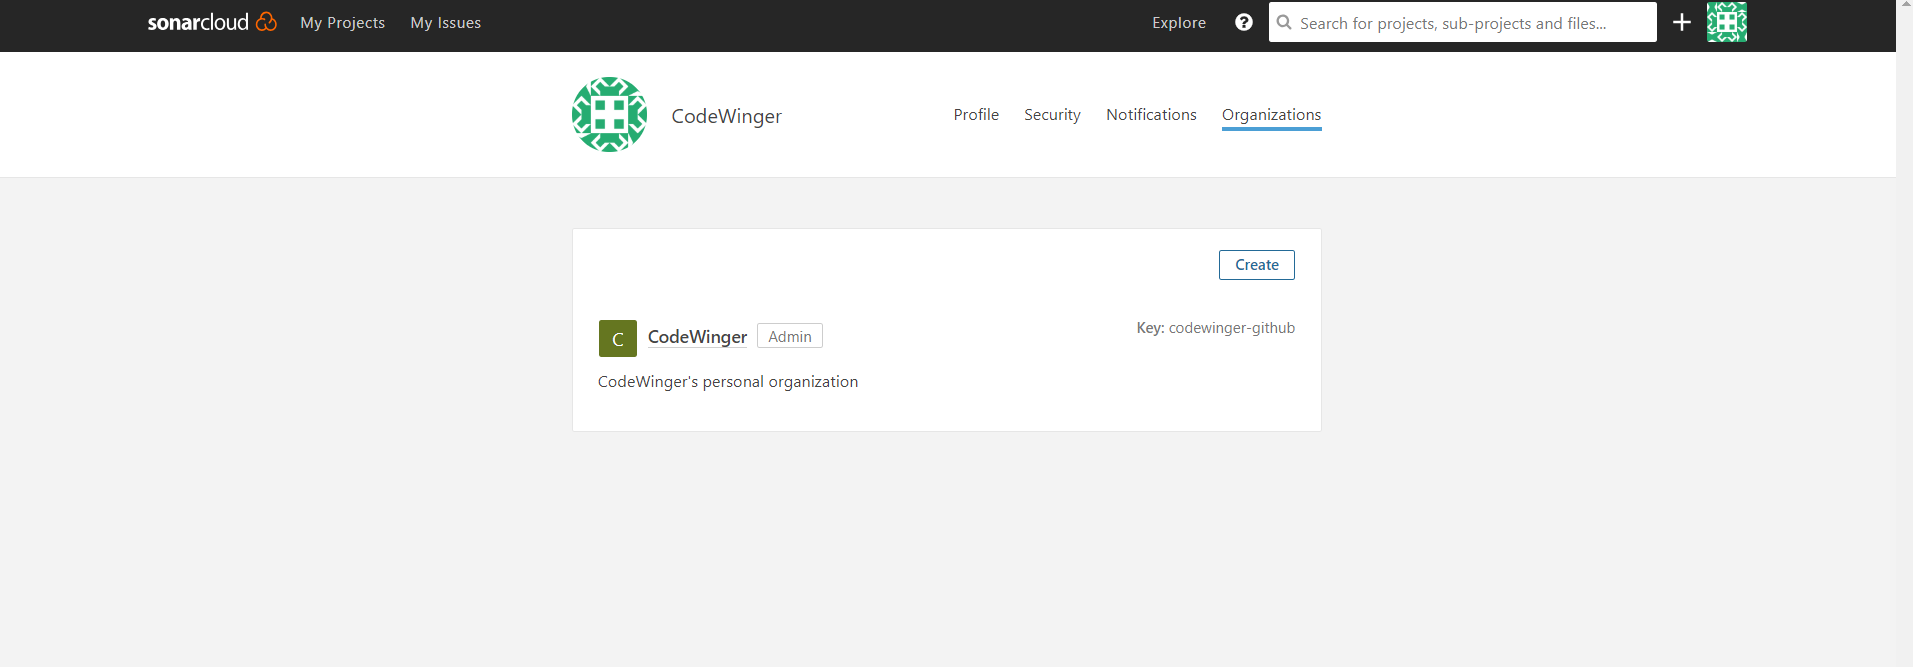 sonarcloud My Projects My Issues Explore ? Search for projects, sub-projects and files...
CodeWinger Profile Security Notifications Organizations
Create
C CodeWinger Admin Key: codewinger-github
CodeWinger's personal organization